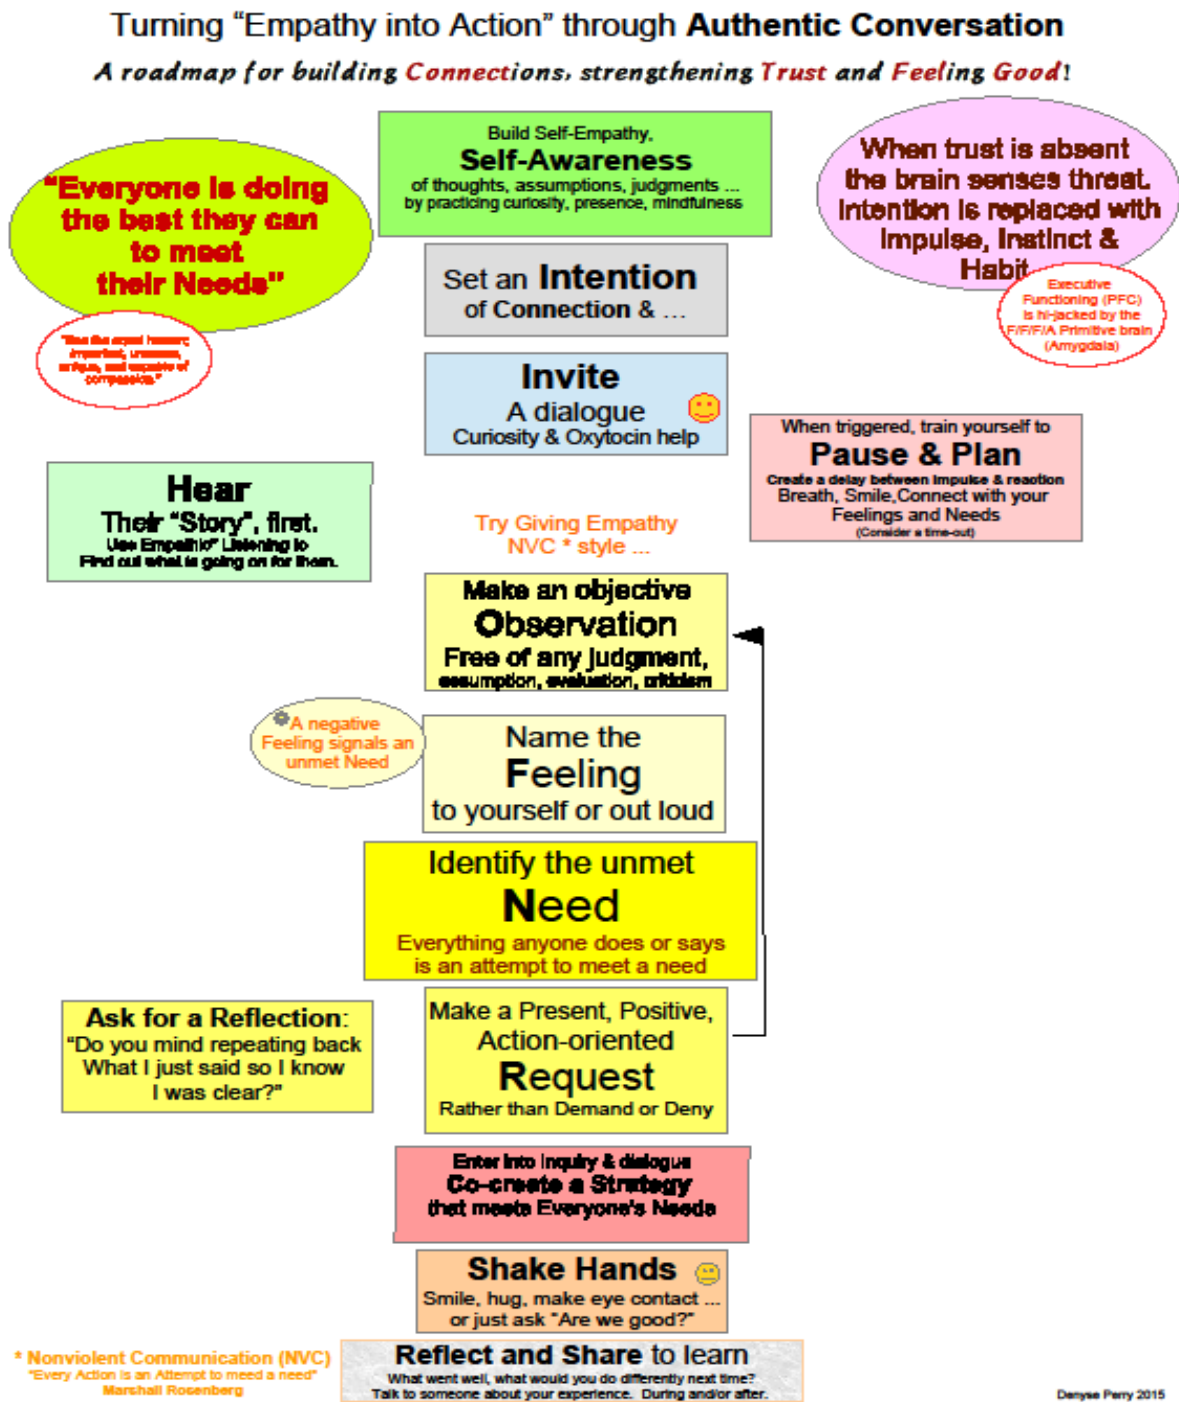 Turning “Empathy into Action” through Authentic Conversation
A roadmap for building Connections, strengthening Trust and Feeling Good!
Build Self-Empathy,
Self-Awareness
of thoughts, assumptions, judgments ...
by practicing curiosity, presence, mindfulness
"Everyone is doing
the best they can
to meet
their Needs"
When trust is absent
the brain senses threat.
Intention is replaced with
Impulse, Instinct &
Habit
Executive
Functioning (PFC)
is hi-jacked by the
F/F/F/A Primitive brain
(Amygdala)
Set an Intention
of Connection & ...
"See the equal human;
important, unusual,
unique, and capable of
compassion."
Invite
A dialogue
Curiosity & Oxytocin help
When triggered, train yourself to
Pause & Plan
Create a delay between impulse & reaction
Breath, Smile,Connect with your
Feelings and Needs
(Consider a time-out)
Hear
Their "Story", first.
Use Empathic* Listening to
Find out what is going on for them.
Try Giving Empathy
NVC * style ...
Make an objective
Observation
Free of any judgment,
assumption, evaluation, criticism
A negative
Feeling signals an
unmet Need
Name the
Feeling
to yourself or out loud
Identify the unmet
Need
Everything anyone does or says
is an attempt to meet a need
Ask for a Reflection:
"Do you mind repeating back
What I just said so I know
I was clear?"
Make a Present, Positive,
Action-oriented
Request
Rather than Demand or Deny
Enter into Inquiry & dialogue
Co-create a Strategy
that meets Everyone's Needs
Shake Hands
Smile, hug, make eye contact ...
or just ask "Are we good?"
* Nonviolent Communication (NVC)
"Every Action is an Attempt to meed a need"
Marshall Rosenberg
Reflect and Share to learn
What went well, what would you do differently next time?
Talk to someone about your experience. During and/or after.
Denyse Perry 2015